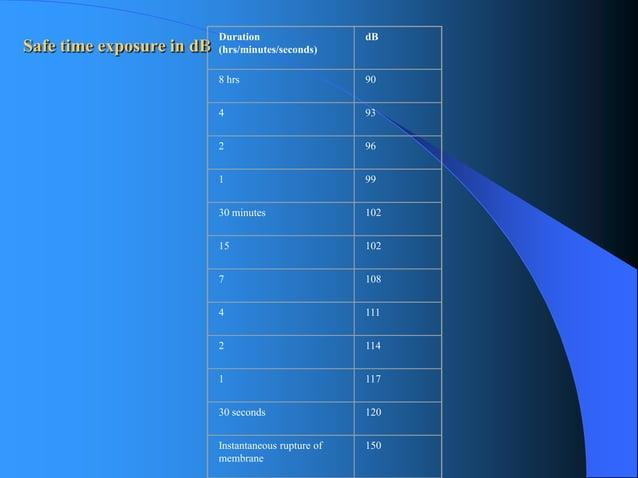 Safe time exposure in dB
Duration dB
(hrs/minutes/seconds)
8 hrs 90
4 93
2 96
1 99
30 minutes 102
15 102
7 108
4 111
2 114
1 117
30 seconds 120
Instantaneous rupture of 150
membrane